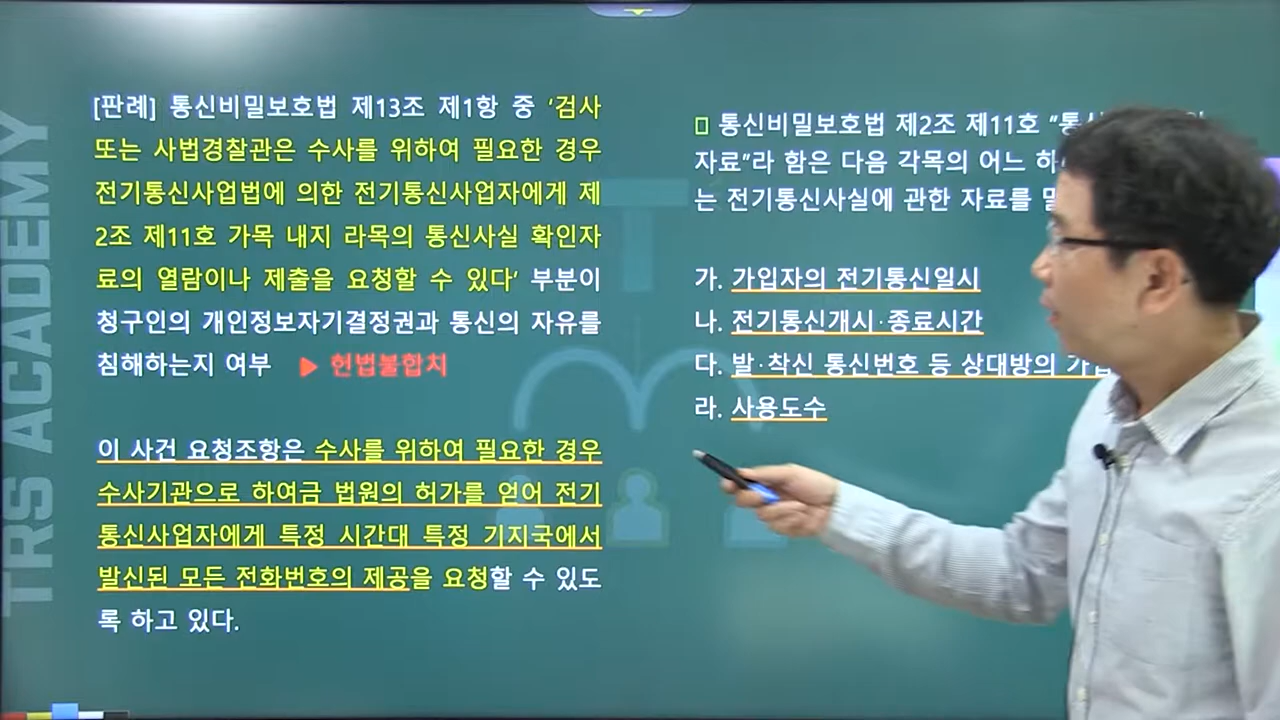 TRS ACADEMY
[판례] 통신비밀보호법 제13조 제1항 중 ‘검사
또는 사법경찰관은 수사를 위하여 필요한 경우
전기통신사업법에 의한 전기통신사업자에게 제
2조 제11호 가목 내지 라목의 통신사실 확인자
료의 열람이나 제출을 요청할 수 있다’ 부분이
청구인의 개인정보자기결정권과 통신의 자유를
침해하는지 여부 ▶ 헌법불합치
이 사건 요청조항은 수사를 위하여 필요한 경우
수사기관으로 하여금 법원의 허가를 얻어 전기
통신사업자에게 특정 시간대 특정 기지국에서
발신된 모든 전화번호의 제공을 요청할 수 있도
록 하고 있다.
통신비밀보호법 제2조 제11호 "통신
자료"라 함은 다음 각목의 어느
는 전기통신사실에 관한 자료를
가. 가입자의 전기통신일시
나. 전기통신개시·종료시간
다. 발·착신 통신번호 등 상대방의
라. 사용도수